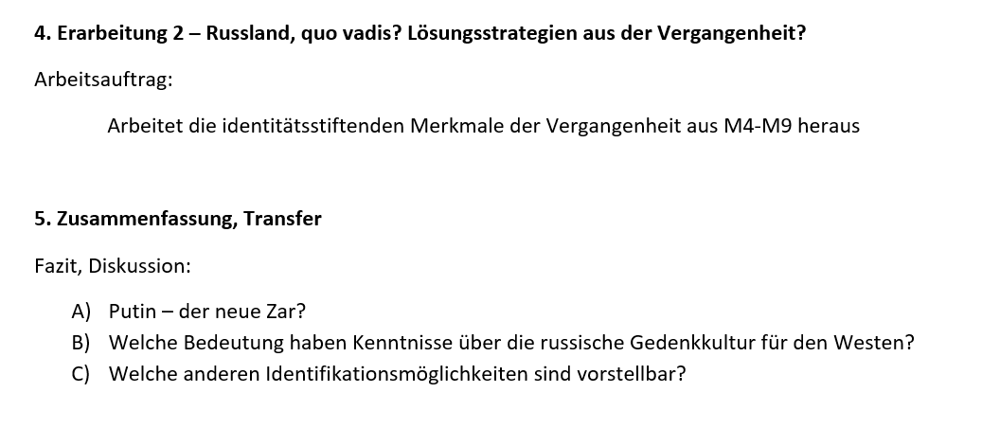 4. Erarbeitung 2 – Russland, quo vadis? Lösungsstrategien aus der Vergangenheit?
Arbeitsauftrag:
Arbeitet die identitätsstiftenden Merkmale der Vergangenheit aus M4-M9 heraus
5. Zusammenfassung, Transfer
Fazit, Diskussion:
A) Putin – der neue Zar?
B) Welche Bedeutung haben Kenntnisse über die russische Gedenkkultur für den Westen?
C) Welche anderen Identifikationsmöglichkeiten sind vorstellbar?